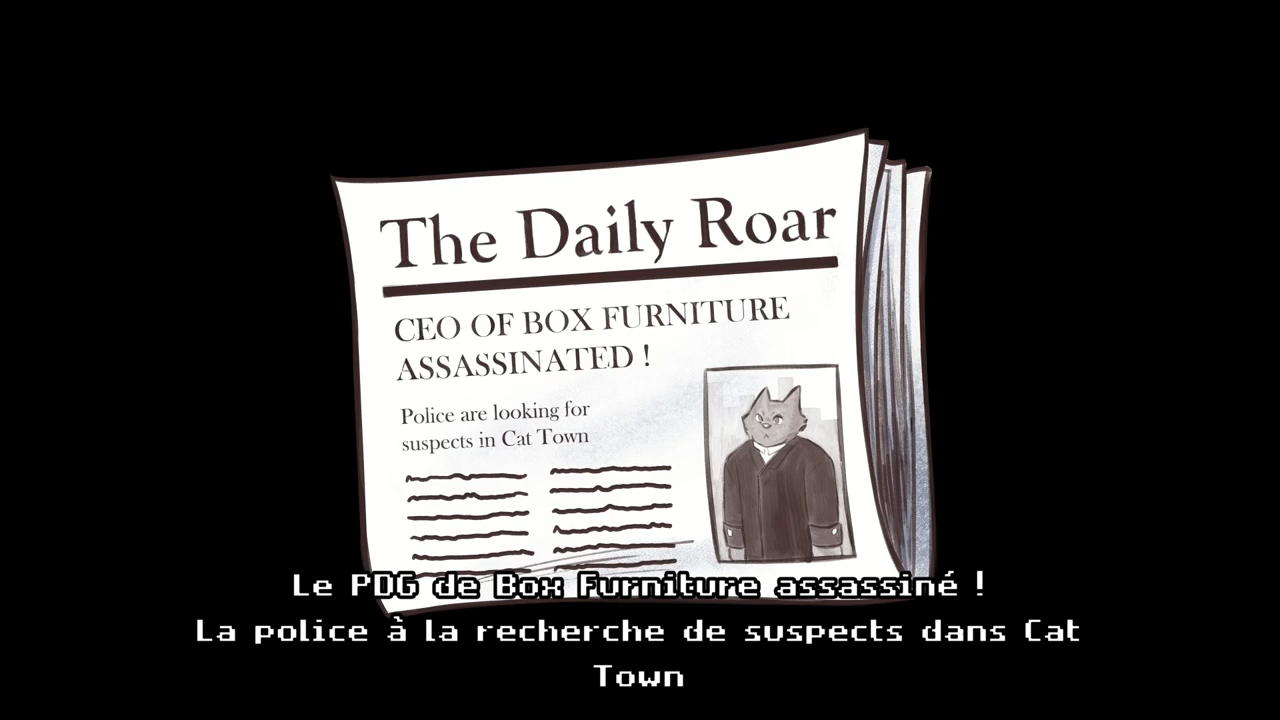 The Daily Roar
CEO OF BOX FURNITURE
ASSASSINATED !
Police are looking for
suspects in Cat Town
Le PDG de Box Furniture assassiné !
La police à la recherche de suspects dans Cat
Town